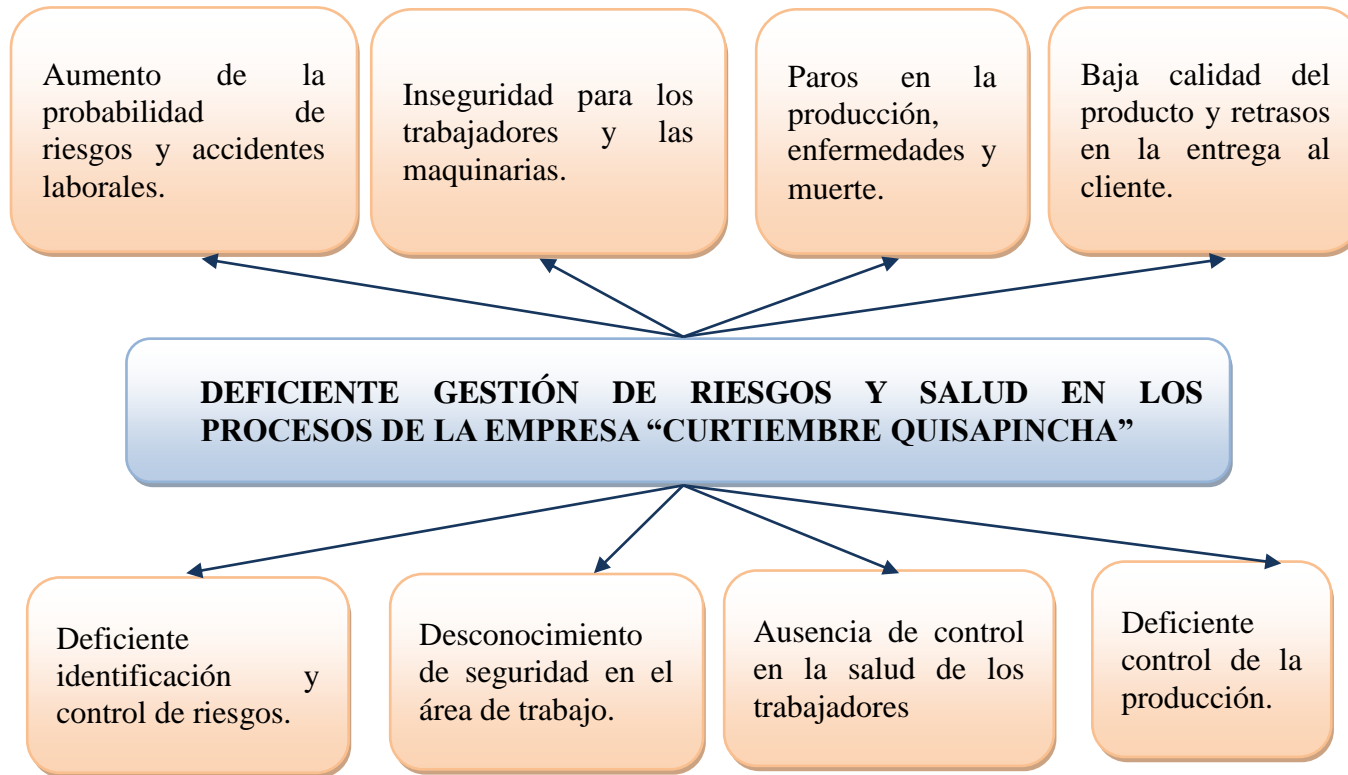 Aumento de la
probabilidad de
riesgos y accidentes
laborales.
Inseguridad para los
trabajadores y las
maquinarias.
Paros en la
producción,
enfermedades y
muerte.
Baja calidad del
producto y retrasos
en la entrega al
cliente.
DEFICIENTE GESTIÓN DE RIESGOS Y SALUD EN LOS
PROCESOS DE LA EMPRESA “CURTIEMBRE QUISAPINCHA”
Deficiente
identificación y
control de riesgos.
Desconocimiento
de seguridad en el
área de trabajo.
Ausencia de control
en la salud de los
trabajadores
Deficiente
control de la
producción.